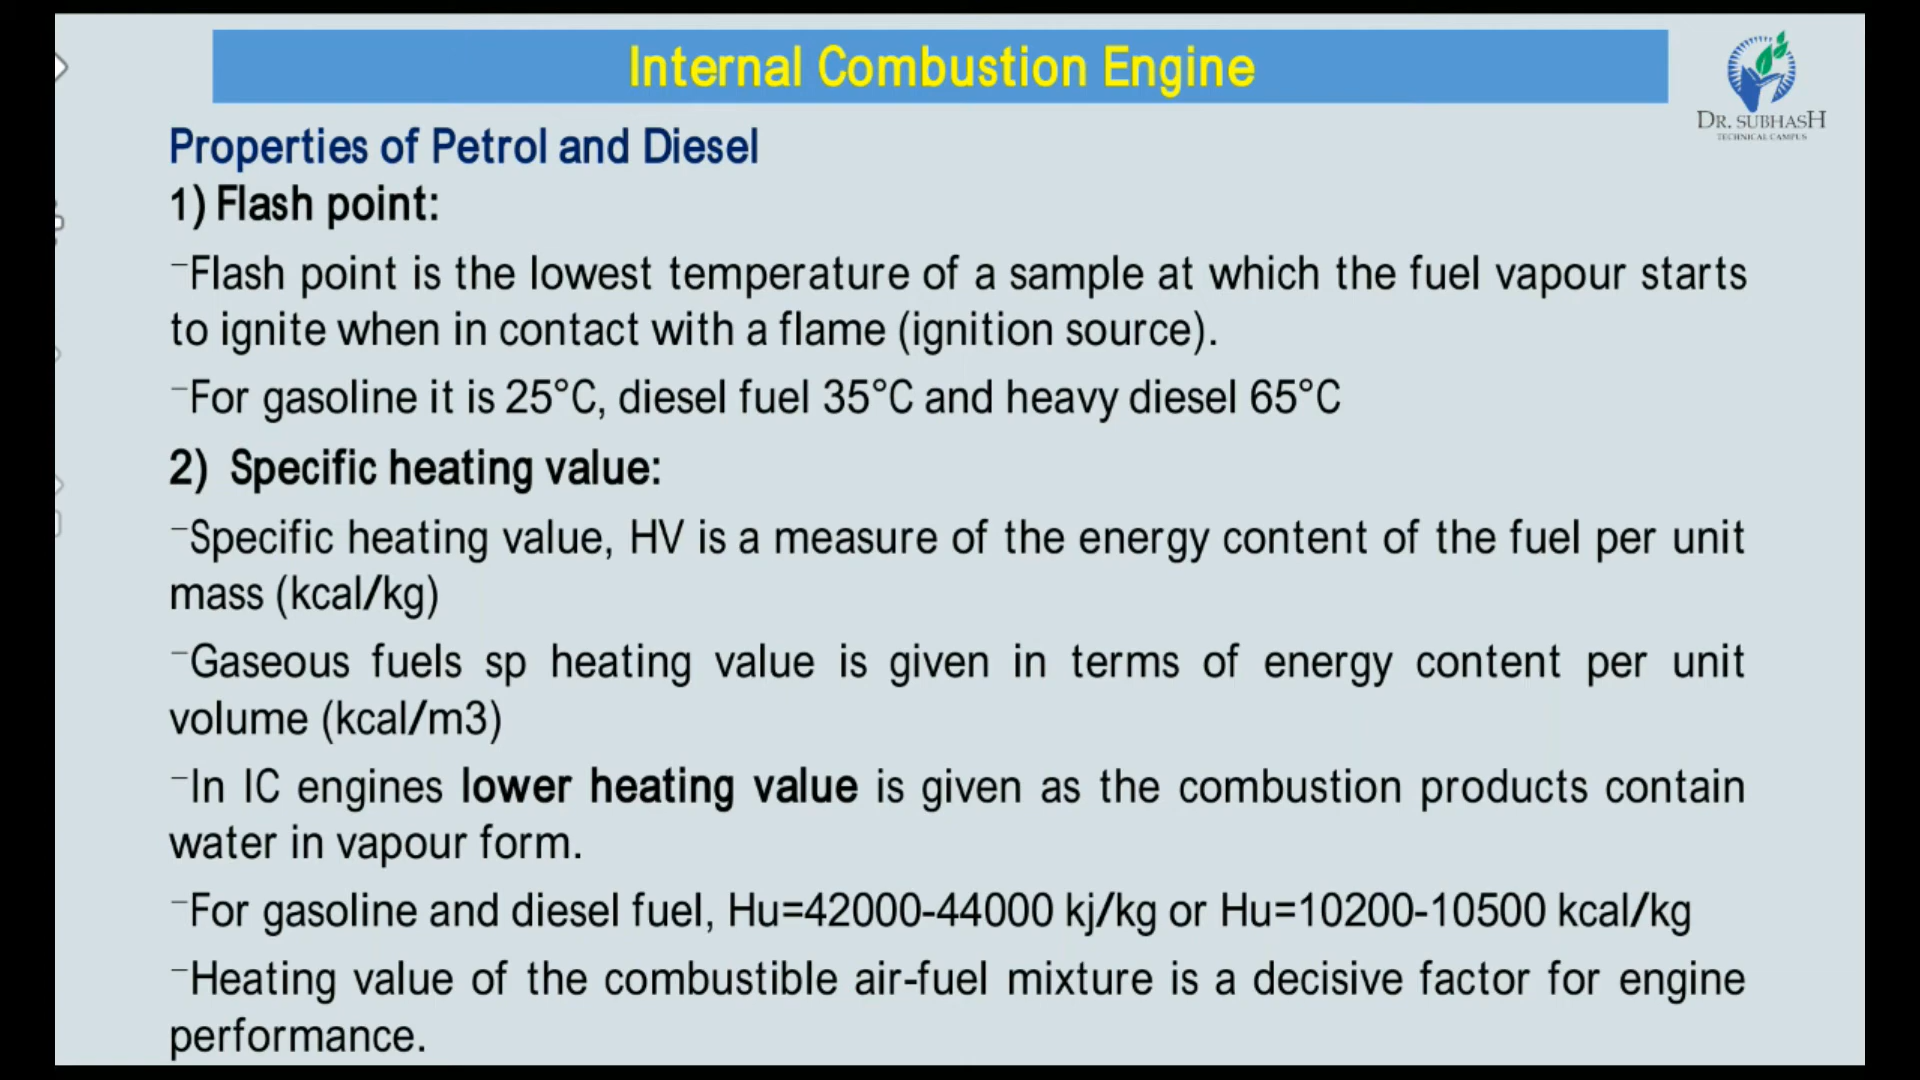 Internal Combustion Engine
DR. SUBHASH
TECHNICAL CAMPUS
Properties of Petrol and Diesel
1) Flash point:
–Flash point is the lowest temperature of a sample at which the fuel vapour starts
to ignite when in contact with a flame (ignition source).
–For gasoline it is 25°C, diesel fuel 35°C and heavy diesel 65°C
2) Specific heating value:
–Specific heating value, HV is a measure of the energy content of the fuel per unit
mass (kcal/kg)
–Gaseous fuels sp heating value is given in terms of energy content per unit
volume (kcal/m3)
–In IC engines lower heating value is given as the combustion products contain
water in vapour form.
–For gasoline and diesel fuel, Hu=42000-44000 kj/kg or Hu=10200-10500 kcal/kg
–Heating value of the combustible air-fuel mixture is a decisive factor for engine
performance.